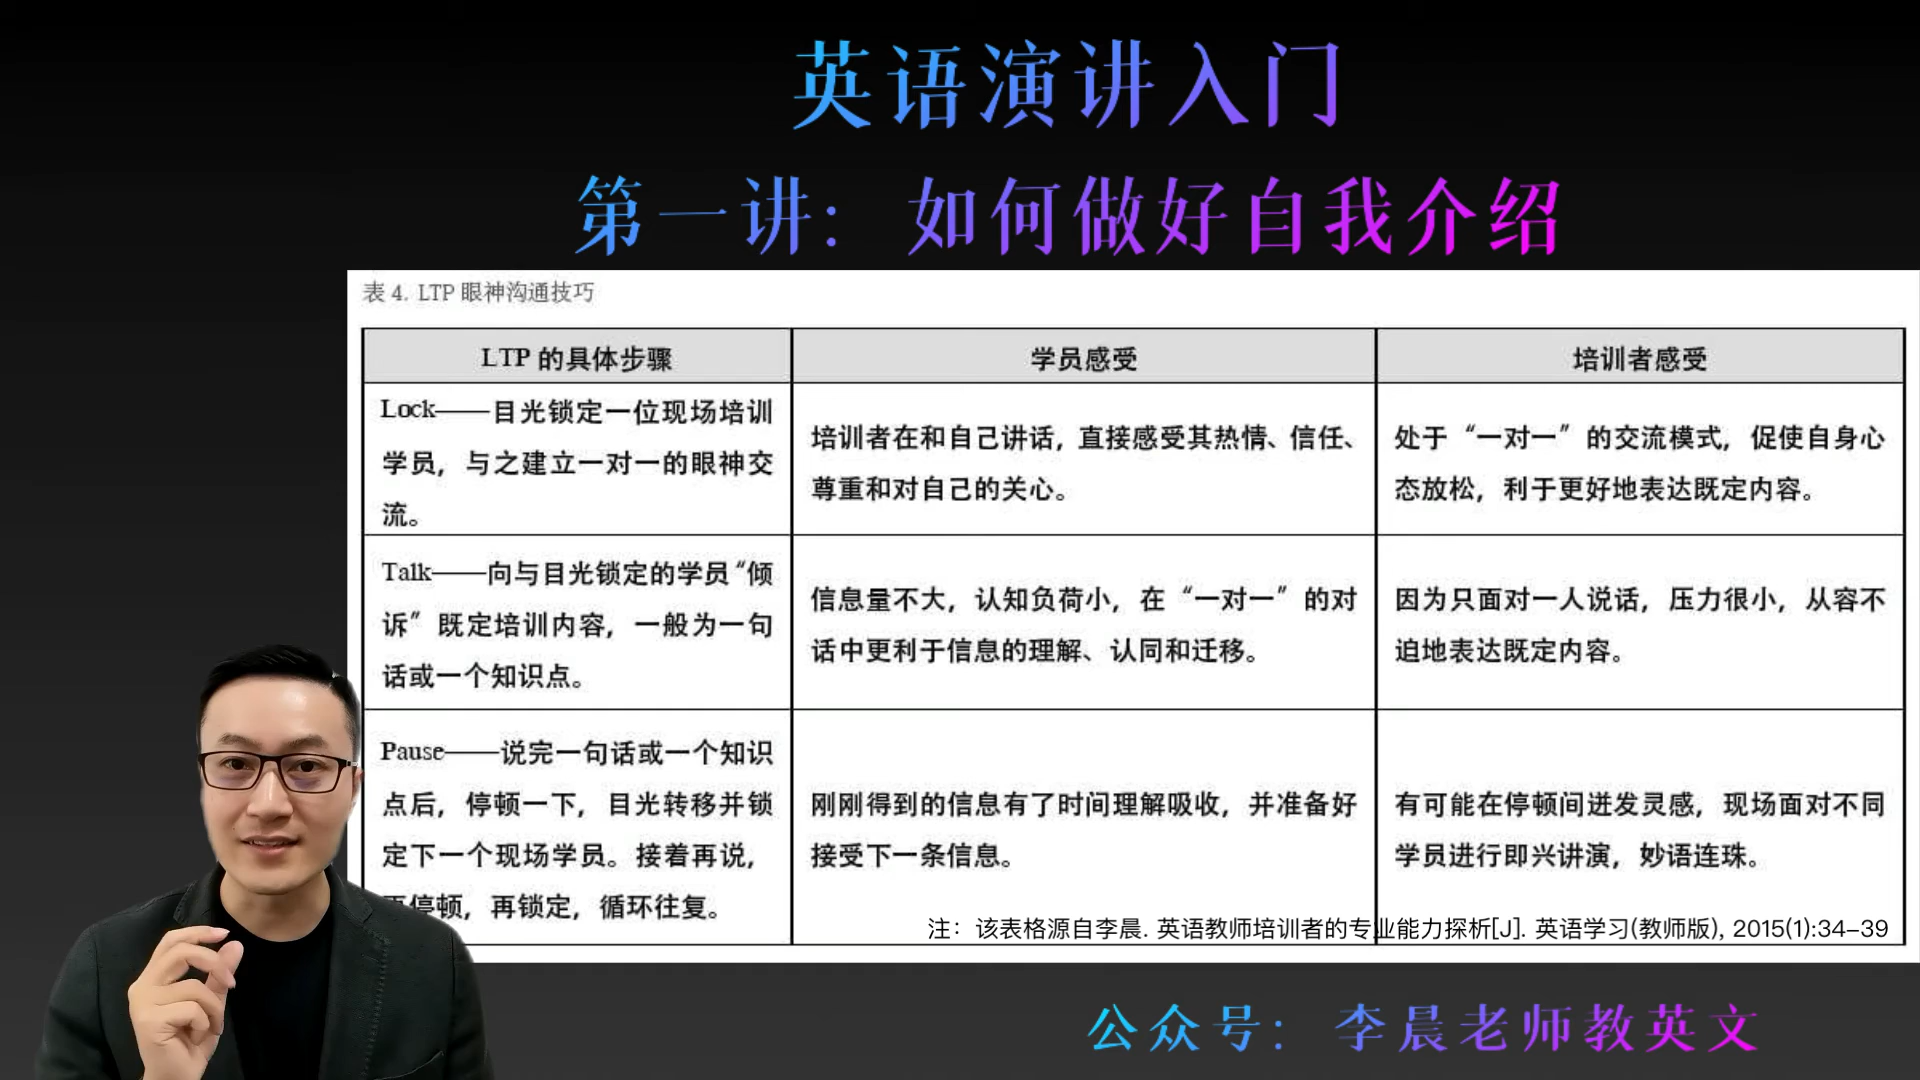 英语演讲入门
第一讲：如何做好自我介绍
表 4. LTP 眼神沟通技巧
LTP 的具体步骤
学员感受
培训者感受
Lock——目光锁定一位现场培训
学员，与之建立一对一的眼神交
流。
培训者在和自己讲话，直接感受其热情、信任、
尊重和对自己的关心。
处于“一对一”的交流模式，促使自身心
态放松，利于更好地表达既定内容。
Talk——向与目光锁定的学员“倾
诉”既定培训内容，一般为一句
话或一个知识点。
信息量不大，认知负荷小，在“一对一”的对
话中更利于信息的理解、认同和迁移。
因为只面对一人说话，压力很小，从容不
迫地表达既定内容。
Pause——说完一句话或一个知识
点后，停顿一下，目光转移并锁
定下一个现场学员。接着再说，
再停顿，再锁定，循环往复。
刚刚得到的信息有了时间理解吸收，并准备好
接受下一条信息。
有可能在停顿间迸发灵感，现场面对不同
学员进行即兴讲演，妙语连珠。
注：该表格源自李晨. 英语教师培训者的专业能力探析[J]. 英语学习(教师版), 2015(1):34–39
公众号：李晨老师教英文